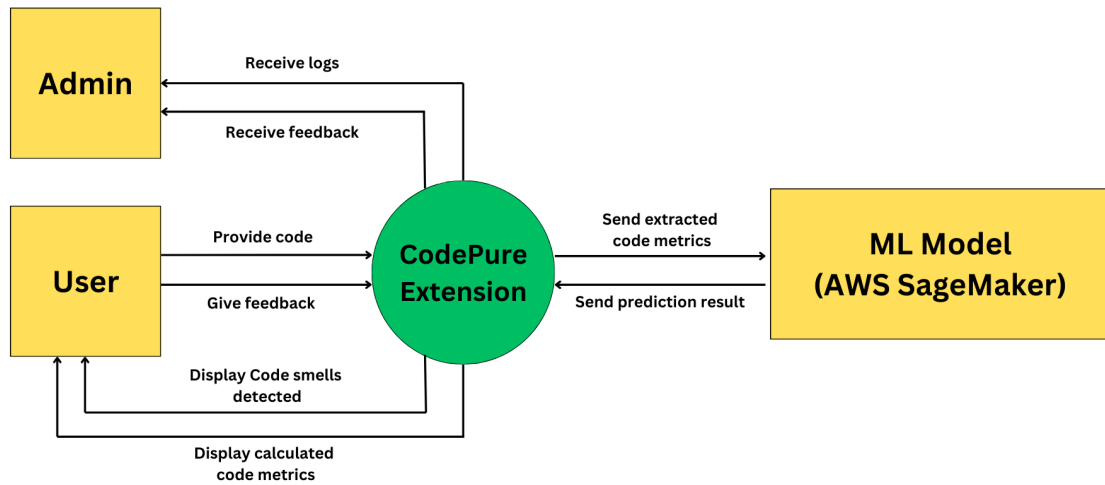 Admin
Receive logs
Receive feedback
User
Provide code
Give feedback
CodePure
Extension
Send extracted
code metrics
Send prediction result
ML Model
(AWS SageMaker)
Display Code smells
detected
Display calculated
code metrics